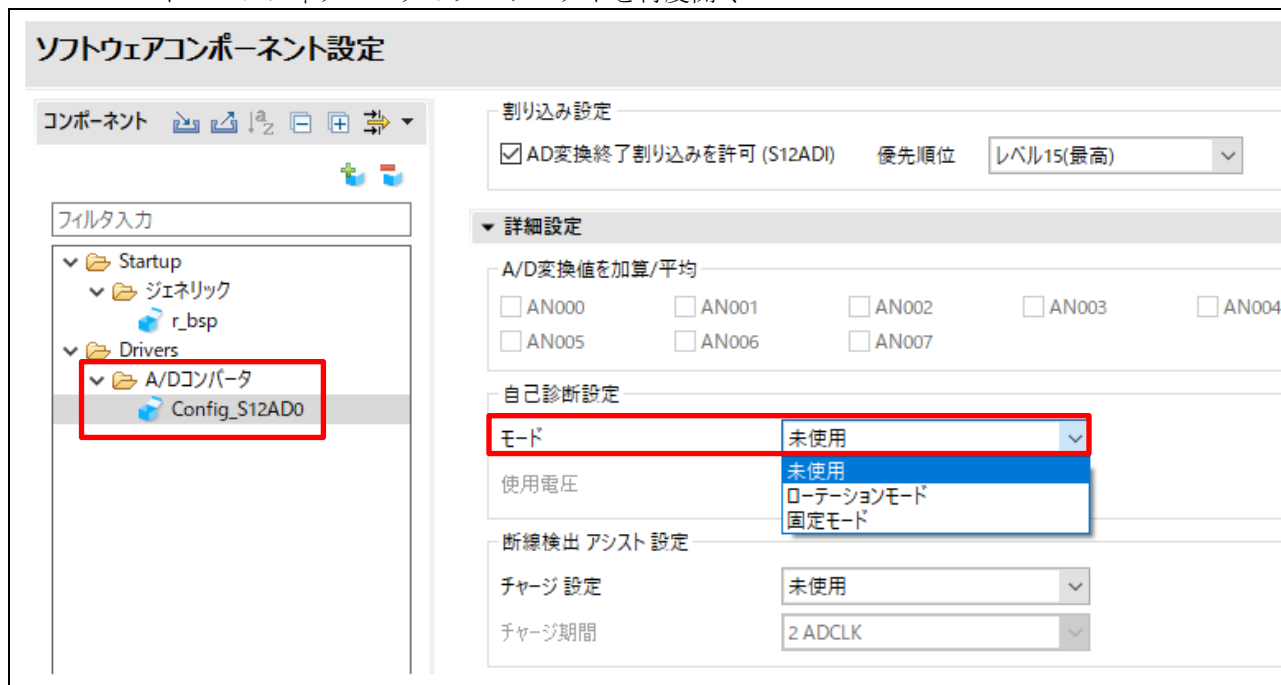 ソフトウェアコンポーネント設定
コンポーネント
フィルタ入力
Startup
ジェネリック
r_bsp
Drivers
A/Dコンバータ
Config_S12AD0
割り込み設定
AD変換終了割り込みを許可 (S12ADI) 優先順位 レベル15(最高)
詳細設定
A/D変換値を加算/平均
AN000 AN001 AN002 AN003 AN004
AN005 AN006 AN007
自己診断設定
モード 未使用
未使用
使用電圧
ローテーションモード
固定モード
断線検出 アシスト 設定
チャージ 設定 未使用
チャージ期間 2 ADCLK